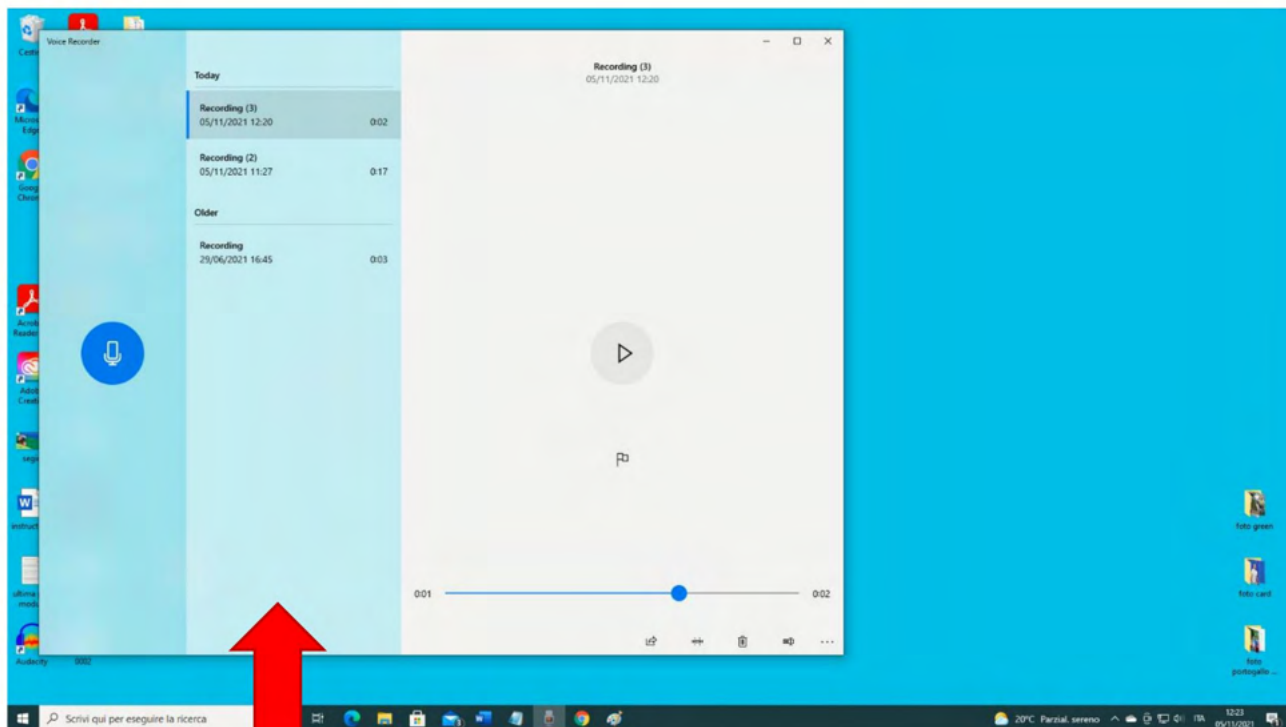 Voice Recorder
Today
Recording (3)
05/11/2021 12:20 0:02
Recording (2)
05/11/2021 11:27 0:17
Older
Recording
29/06/2021 16:45 0:03
Recording (3)
05/11/2021 12:20
0:01 0:02
Edge
Reader
Audacity
0002
foto green
foto card
foto
portogallo ...
Scrivi qui per eseguire la ricerca
20°C Parzial. sereno
ITA
12:23
05/11/2021